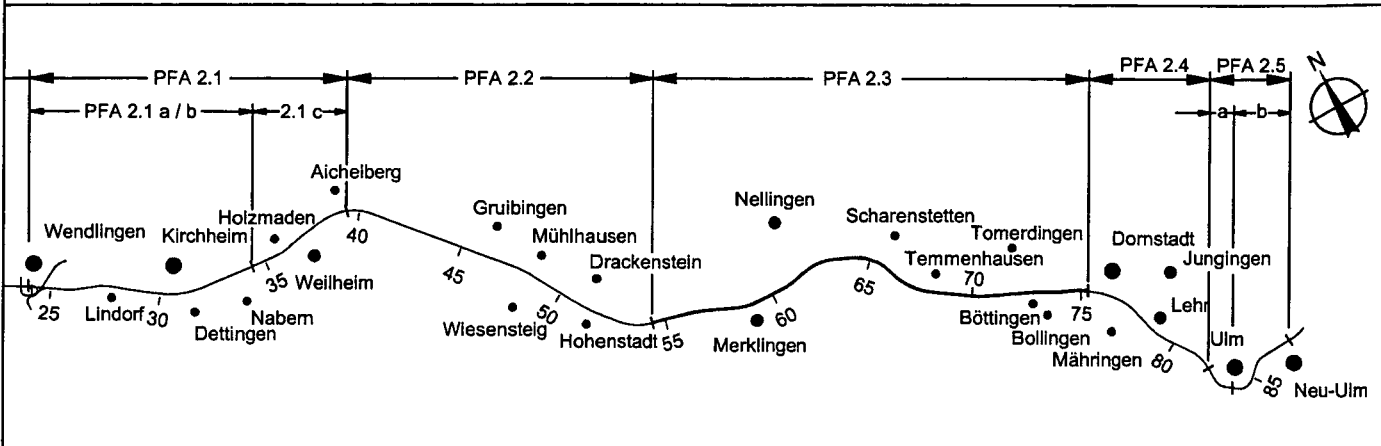 PFA 2.1
PFA 2.2
PFA 2.3
PFA 2.4
PFA 2.5
N
PFA 2.1 a / b
2.1 c
a
b
Aichelberg
Wendlingen
Holzmaden
Kirchheim
Weilheim
Lindorf
Dettingen
Nabern
25
30
35
40
Gruibingen
Mühlhausen
Drackenstein
Wiesensteig
Hohenstadt
45
50
55
Nellingen
Merklingen
60
65
Scharenstetten
Temmenhausen
Tomerdingen
70
75
Böttingen
Bollingen
Mähringen
Dornstadt
Jungingen
Lehr
80
Ulm
85
Neu-Ulm